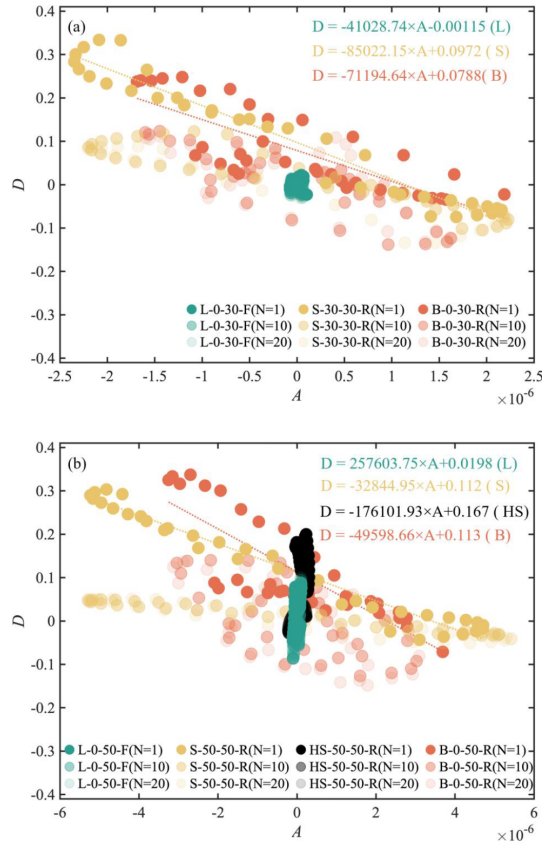 (a)
D = -41028.74×A-0.00115 (L)
D = -85022.15×A+0.0972 ( S)
D = -71194.64×A+0.0788( B)
0.4
0.3
0.2
0.1
0
-0.1
-0.2
-0.3
-0.4
D
L-0-30-F(N=1) S-30-30-R(N=1) B-0-30-R(N=1)
L-0-30-F(N=10) S-30-30-R(N=10) B-0-30-R(N=10)
L-0-30-F(N=20) S-30-30-R(N=20) B-0-30-R(N=20)
-2.5 -2 -1.5 -1 -0.5 0 0.5 1 1.5 2 2.5
A
×10⁻⁶
(b)
D = 257603.75×A+0.0198 (L)
D = -32844.95×A+0.112 ( S)
D = -176101.93×A+0.167 ( HS)
D = -49598.66×A+0.113 ( B)
0.4
0.3
0.2
0.1
0
-0.1
-0.2
-0.3
-0.4
D
L-0-50-F(N=1) S-50-50-R(N=1) HS-50-50-R(N=1) B-0-50-R(N=1)
L-0-50-F(N=10) S-50-50-R(N=10) HS-50-50-R(N=10) B-0-50-R(N=10)
L-0-50-F(N=20) S-50-50-R(N=20) HS-50-50-R(N=20) B-0-50-R(N=20)
-6 -4 -2 0 2 4 6
A
×10⁻⁶